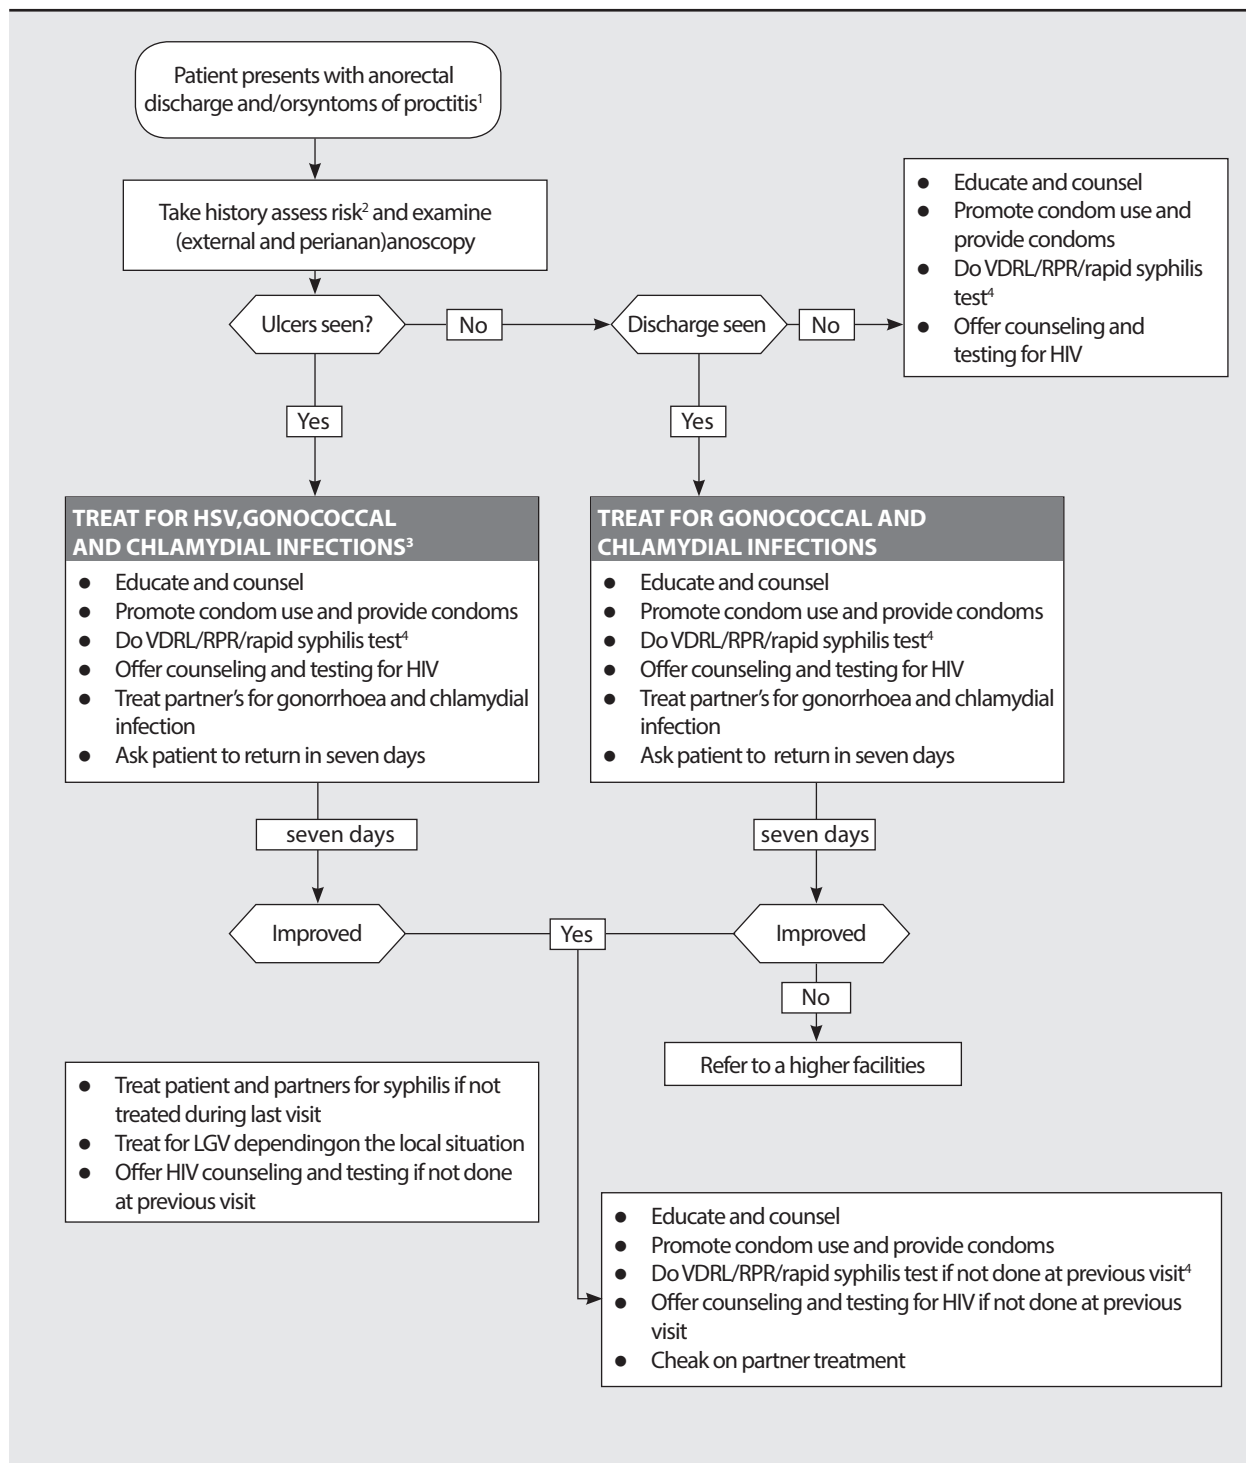 Patient presents with anorectal
discharge and/orsyntoms of proctitis¹
Take history assess risk² and examine
(external and perianan)anoscopy
● Educate and counsel
● Promote condom use and
provide condoms
● Do VDRL/RPR/rapid syphilis
test⁴
● Offer counseling and
testing for HIV
Ulcers seen?
No
Discharge seen
No
Yes
Yes
TREAT FOR HSV,GONOCOCCAL
AND CHLAMYDIAL INFECTIONS³
● Educate and counsel
● Promote condom use and provide condoms
● Do VDRL/RPR/rapid syphilis test⁴
● Offer counseling and testing for HIV
● Treat partner's for gonorrhoea and chlamydial
infection
● Ask patient to return in seven days
TREAT FOR GONOCOCCAL AND
CHLAMYDIAL INFECTIONS
● Educate and counsel
● Promote condom use and provide condoms
● Do VDRL/RPR/rapid syphilis test⁴
● Offer counseling and testing for HIV
● Treat partner's for gonorrhoea and chlamydial
infection
● Ask patient to return in seven days
seven days
seven days
Improved
Yes
Improved
No
Refer to a higher facilities
● Treat patient and partners for syphilis if not
treated during last visit
● Treat for LGV dependingon the local situation
● Offer HIV counseling and testing if not done
at previous visit
● Educate and counsel
● Promote condom use and provide condoms
● Do VDRL/RPR/rapid syphilis test if not done at previous visit⁴
● Offer counseling and testing for HIV if not done at previous
visit
● Cheak on partner treatment